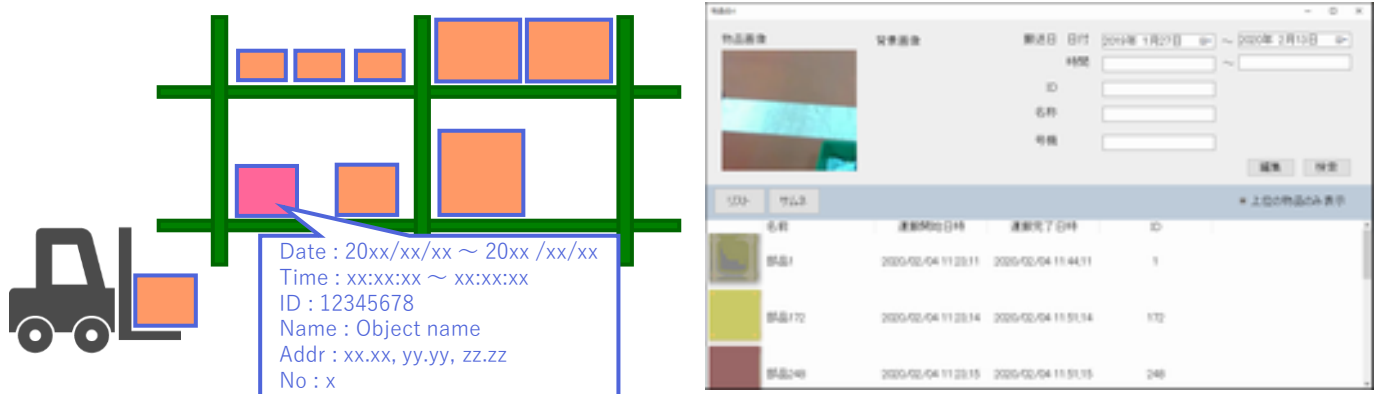 Date : 20xx/xx/xx ～ 20xx /xx/xx
Time : xx:xx:xx ～ xx:xx:xx
ID : 12345678
Name : Object name
Addr : xx.xx, yy.yy, zz.zz
No : x
物品画像
背景画像
搬送日 日付 2019年 1月27日 ～ 2020年 2月13日
時間 ～
ID
名称
号機
編集 検索
リスト サムネ
上位の物品のみ表示
名前 運搬開始日時 運搬完了日時 ID
部品1 2020/02/04 11:23:11 2020/02/04 11:44:11 1
部品172 2020/02/04 11:23:14 2020/02/04 11:51:14 172
部品248 2020/02/04 11:23:15 2020/02/04 11:51:15 248